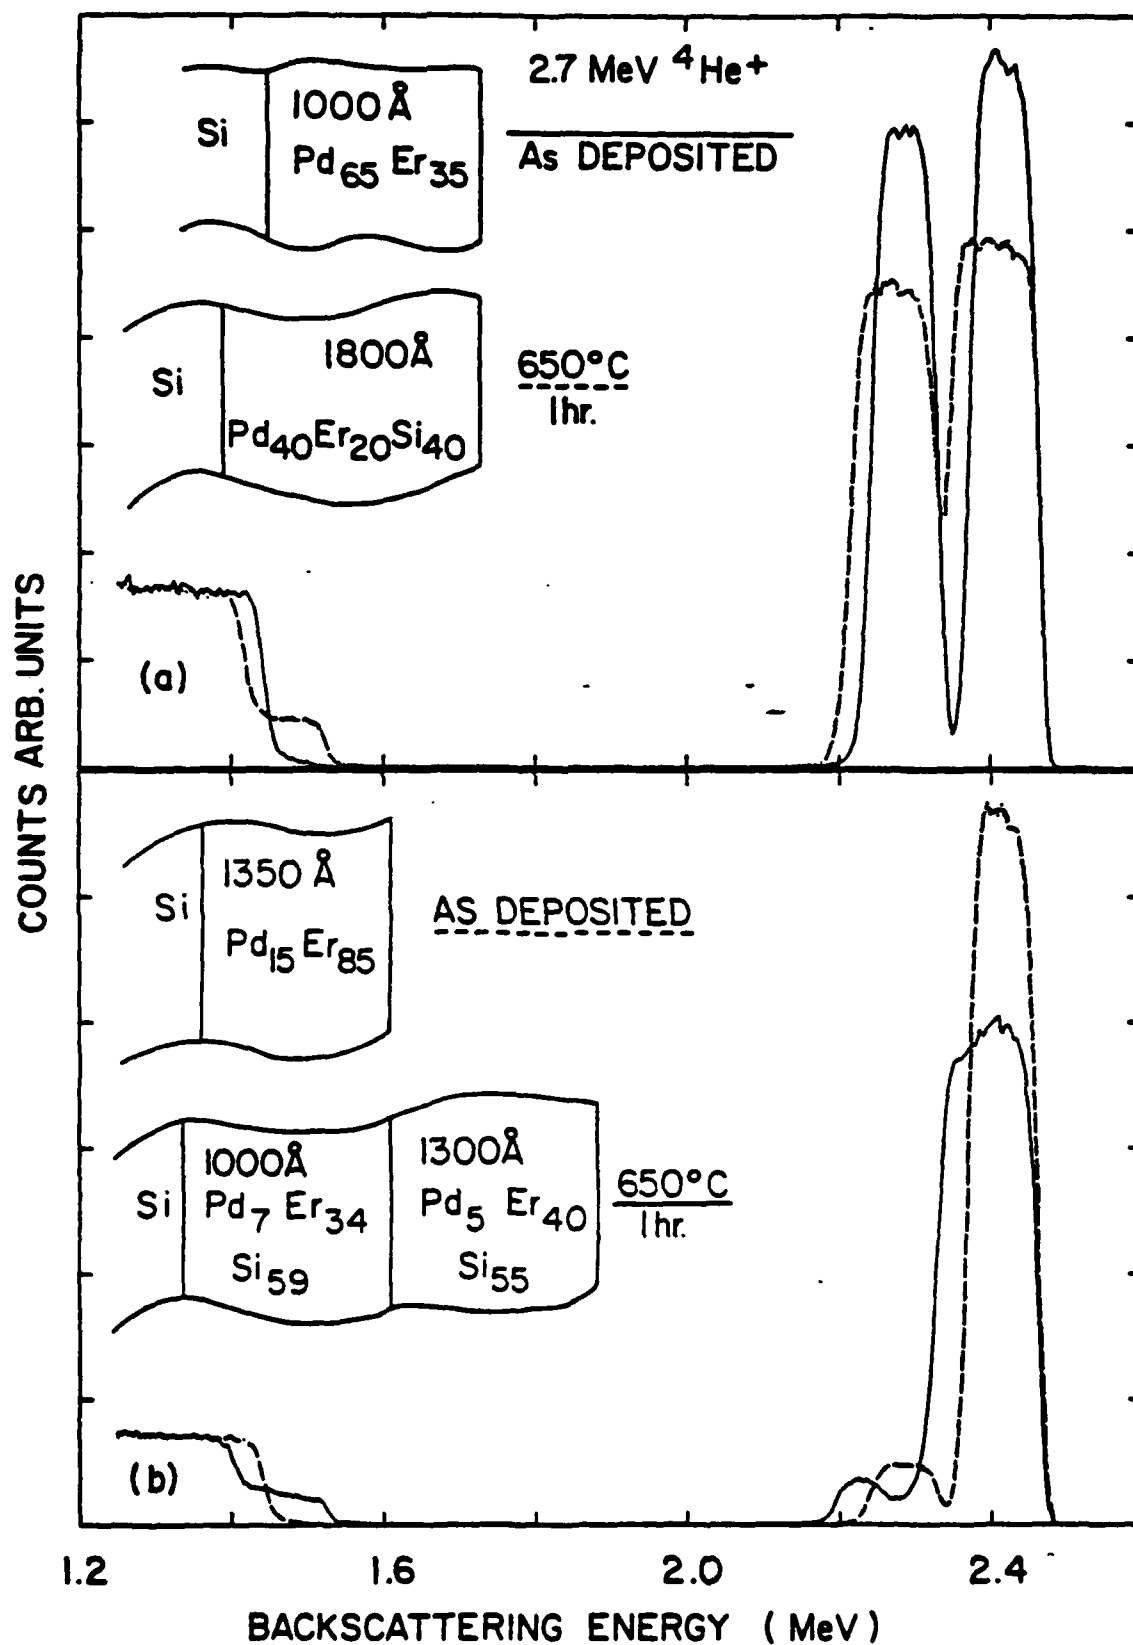 2.7 MeV ⁴He+
As DEPOSITED
Si
1000 Å
Pd₆₅ Er₃₅
650°C
1hr.
Si
1800Å
Pd₄₀Er₂₀Si₄₀
(a)
COUNTS ARB. UNITS
AS DEPOSITED
Si
1350 Å
Pd₁₅ Er₈₅
650°C
1hr.
Si
1000Å
Pd₇ Er₃₄
Si₅₉
1300Å
Pd₅ Er₄₀
Si₅₅
(b)
1.2 1.6 2.0 2.4
BACKSCATTERING ENERGY (MeV)